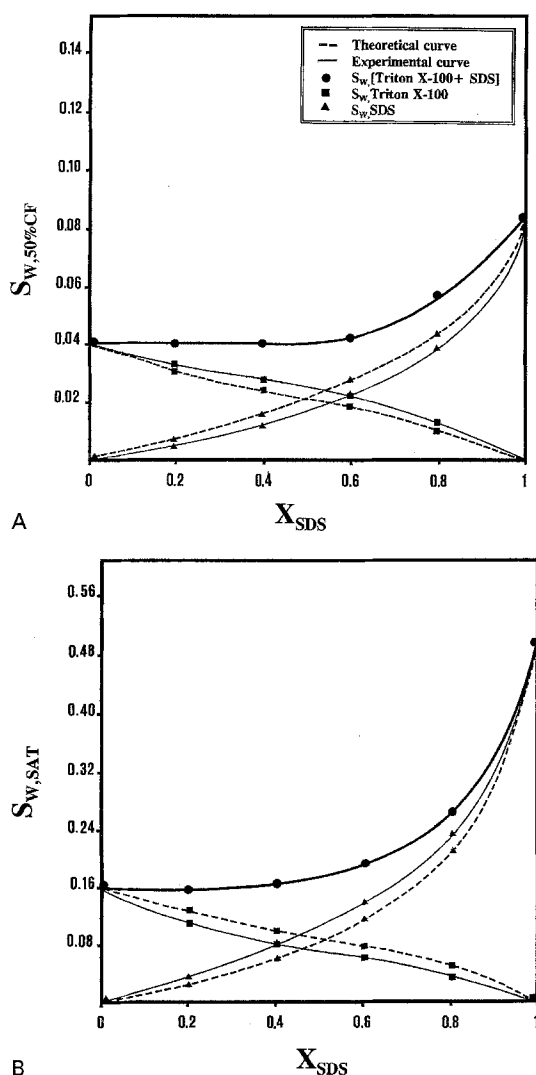 0.14
0.12
0.10
0.08
0.06
0.04
0.02
S_W,50%CF
Theoretical curve
Experimental curve
S_W,[Triton X-100+ SDS]
S_W,Triton X-100
S_W,SDS
0 0.2 0.4 0.6 0.8 1
X_SDS
A
0.56
0.48
0.40
0.32
0.24
0.16
0.08
S_W,SAT
0 0.2 0.4 0.6 0.8 1
X_SDS
B